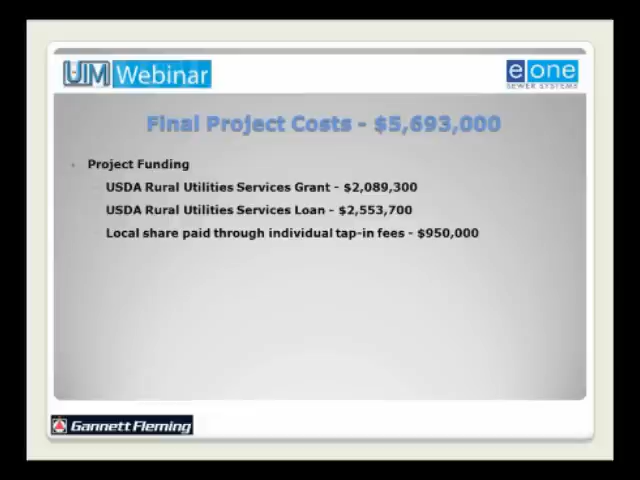 UIM Webinar
e one
SEWER SYSTEMS
Final Project Costs - $5,693,000
Project Funding
USDA Rural Utilities Services Grant - $2,089,300
USDA Rural Utilities Services Loan - $2,553,700
Local share paid through individual tap-in fees - $950,000
Gannett Fleming